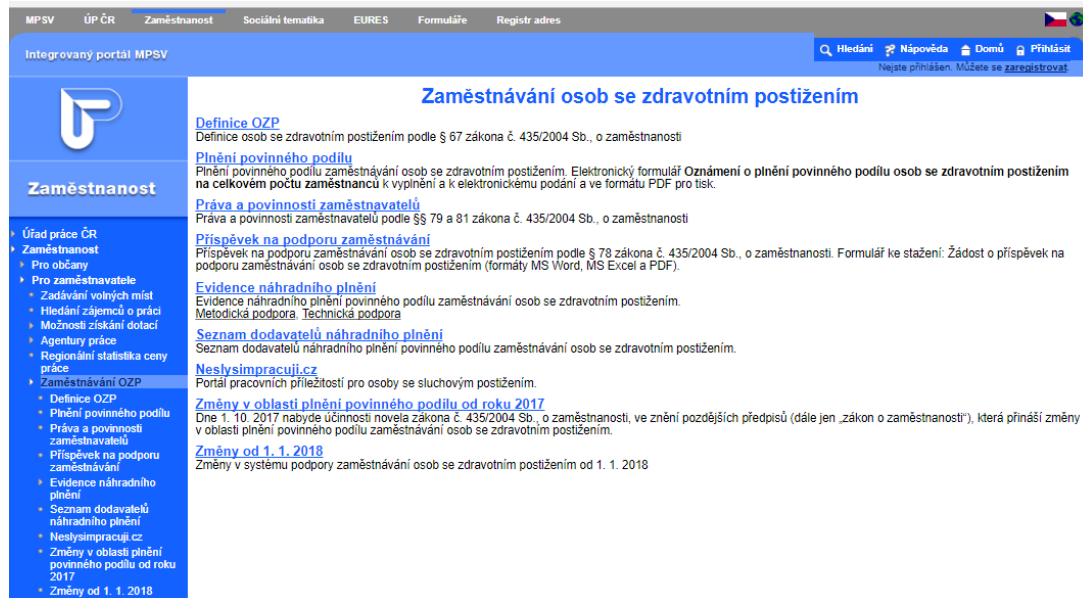 MPSV ÚP ČR Zaměstnanost Sociální tematika EURES Formuláře Registr adres
Integrovaný portál MPSV
Hledání Nápověda Domů Přihlásit
Nejste přihlášen. Můžete se zaregistrovat.
Zaměstnanost
Úřad práce ČR
Zaměstnanost
Pro občany
Pro zaměstnavatele
Zadávání volných míst
Hledání zájemců o práci
Možnosti získání dotací
Agentury práce
Regionální statistika ceny
práce
Zaměstnávání OZP
Definice OZP
Plnění povinného podílu
Práva a povinnosti
zaměstnavatelů
Příspěvek na podporu
zaměstnávání
Evidence náhradního
plnění
Seznam dodavatelů
náhradního plnění
Neslysimpracuji.cz
Změny v oblasti plnění
povinného podílu od roku
2017
Změny od 1. 1. 2018
Zaměstnávání osob se zdravotním postižením
Definice OZP
Definice osob se zdravotním postižením podle § 67 zákona č. 435/2004 Sb., o zaměstnanosti
Plnění povinného podílu
Plnění povinného podílu zaměstnávání osob se zdravotním postižením. Elektronický formulář Oznámení o plnění povinného podílu osob se zdravotním postižením
na celkovém počtu zaměstnanců k vyplnění a k elektronickému podání a ve formátu PDF pro tisk.
Práva a povinnosti zaměstnavatelů
Práva a povinnosti zaměstnavatelů podle §§ 79 a 81 zákona č. 435/2004 Sb., o zaměstnanosti
Příspěvek na podporu zaměstnávání
Příspěvek na podporu zaměstnávání osob se zdravotním postižením podle § 78 zákona č. 435/2004 Sb., o zaměstnanosti. Formulář ke stažení: Žádost o příspěvek na
podporu zaměstnávání osob se zdravotním postižením (formáty MS Word, MS Excel a PDF).
Evidence náhradního plnění
Evidence náhradního plnění povinného podílu zaměstnávání osob se zdravotním postižením.
Metodická podpora, Technická podpora
Seznam dodavatelů náhradního plnění
Seznam dodavatelů náhradního plnění povinného podílu zaměstnávání osob se zdravotním postižením.
Neslysimpracuji.cz
Portál pracovních příležitostí pro osoby se sluchovým postižením.
Změny v oblasti plnění povinného podílu od roku 2017
Dne 1. 10. 2017 nabyde účinnosti novela zákona č. 435/2004 Sb., o zaměstnanosti, ve znění pozdějších předpisů (dále jen „zákon o zaměstnanosti“), která přináší změny
v oblasti plnění povinného podílu zaměstnávání osob se zdravotním postižením.
Změny od 1. 1. 2018
Změny v systému podpory zaměstnávání osob se zdravotním postižením od 1. 1. 2018